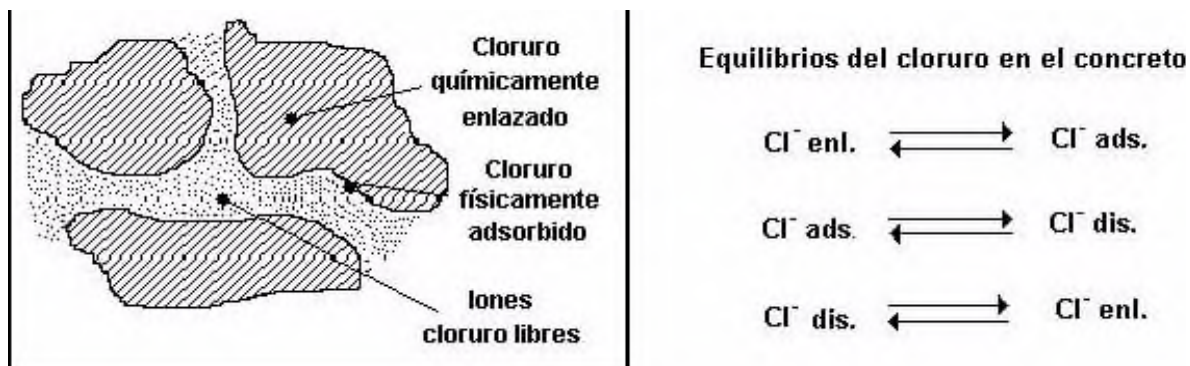 Cloruro
químicamente
enlazado
Cloruro
físicamente
adsorbido
Iones
cloruro libres
Equilibrios del cloruro en el concreto
Cl⁻ enl. Cl⁻ ads.
Cl⁻ ads. Cl⁻ dis.
Cl⁻ dis. Cl⁻ enl.